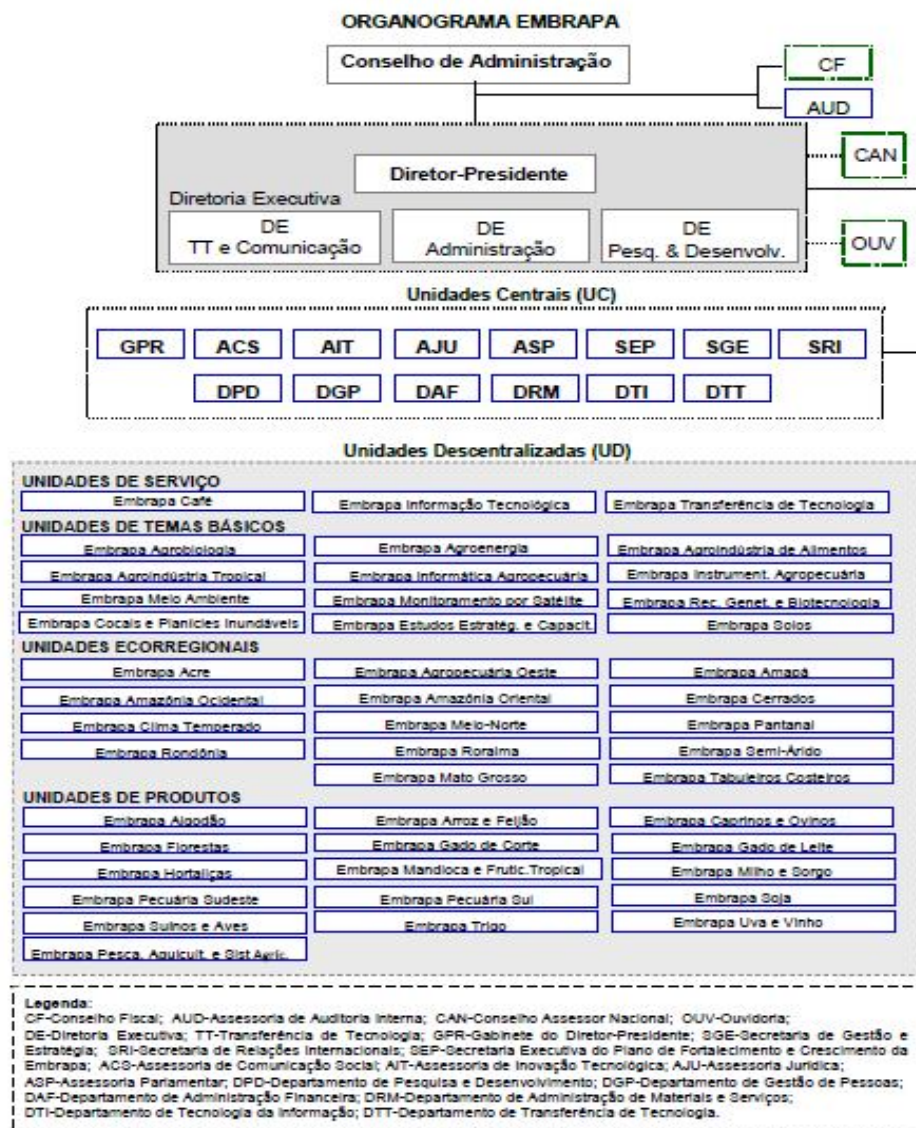 ORGANOGRAMA EMBRAPA
Conselho de Administração
CF
AUD
CAN
Diretor-Presidente
Diretoria Executiva
DE
TT e Comunicação
DE
Administração
DE
Pesq. & Desenvolv.
OUV
Unidades Centrais (UC)
GPR ACS AIT AJU ASP SEP SGE SRI
DPD DGP DAF DRM DTI DTT
Unidades Descentralizadas (UD)
UNIDADES DE SERVIÇO
Embrapa Café Embrapa Informação Tecnológica Embrapa Transferência de Tecnologia
UNIDADES DE TEMAS BÁSICOS
Embrapa Agrobiologia Embrapa Agroenergia Embrapa Agroindústria de Alimentos
Embrapa Agroindústria Tropical Embrapa Informática Agropecuária Embrapa Instrument. Agropecuária
Embrapa Meio Ambiente Embrapa Monitoramento por Satélite Embrapa Rec. Genet. e Biotecnologia
Embrapa Cocais e Planícies Inundáveis Embrapa Estudos Estratég. e Capacit. Embrapa Solos
UNIDADES ECORREGIONAIS
Embrapa Acre Embrapa Agropecuária Oeste Embrapa Amapá
Embrapa Amazônia Ocidental Embrapa Amazônia Oriental Embrapa Cerrados
Embrapa Clima Temperado Embrapa Meio-Norte Embrapa Pantanal
Embrapa Rondônia Embrapa Roraima Embrapa Semi-Árido
Embrapa Mato Grosso Embrapa Tabuleiros Costeiros
UNIDADES DE PRODUTOS
Embrapa Algodão Embrapa Arroz e Feijão Embrapa Caprinos e Ovinos
Embrapa Florestas Embrapa Gado de Corte Embrapa Gado de Leite
Embrapa Hortaliças Embrapa Mandioca e Frutic.Tropical Embrapa Milho e Sorgo
Embrapa Pecuária Sudeste Embrapa Pecuária Sul Embrapa Soja
Embrapa Suínos e Aves Embrapa Trigo Embrapa Uva e Vinho
Embrapa Pesca, Aquicult. e Sist Agríc.
Legenda:
CF-Conselho Fiscal; AUD-Assessoria de Auditoria Interna; CAN-Conselho Assessor Nacional; OUV-Ouvidoria;
DE-Diretoria Executiva; TT-Transferência de Tecnologia; GPR-Gabinete do Diretor-Presidente; SGE-Secretaria de Gestão e
Estratégia; SRI-Secretaria de Relações Internacionais; SEP-Secretaria Executiva do Plano de Fortalecimento e Crescimento da
Embrapa; ACS-Assessoria de Comunicação Social; AIT-Assessoria de Inovação Tecnológica; AJU-Assessoria Jurídica;
ASP-Assessoria Parlamentar; DPD-Departamento de Pesquisa e Desenvolvimento; DGP-Departamento de Gestão de Pessoas;
DAF-Departamento de Administração Financeira; DRM-Departamento de Administração de Materiais e Serviços;
DTI-Departamento de Tecnologia da Informação; DTT-Departamento de Transferência de Tecnologia.